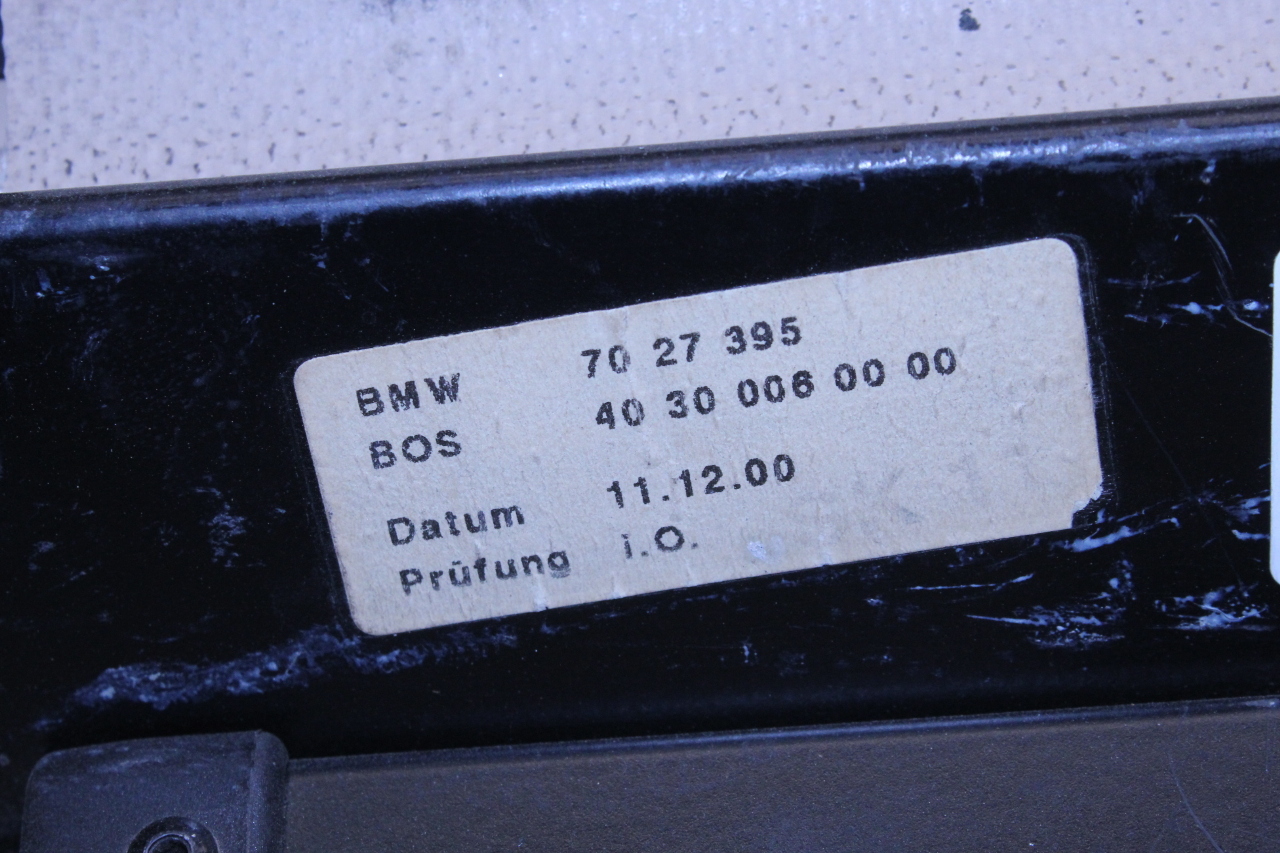 BMW 70 27 395
BOS 40 30 006 00 00
Datum 11.12.00
Prüfung i.O.